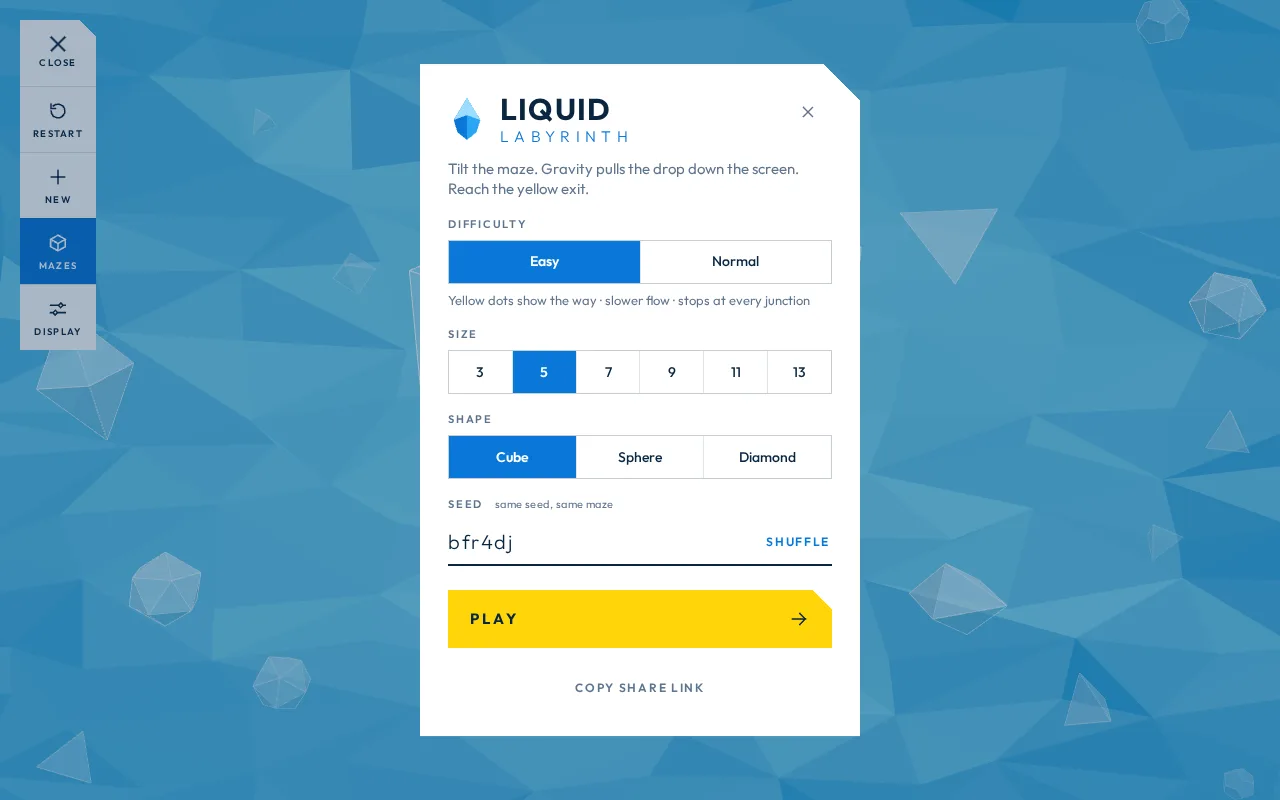 CLOSE
RESTART
NEW
MAZES
DISPLAY
LIQUID
LABYRINTH
Tilt the maze. Gravity pulls the drop down the screen.
Reach the yellow exit.
DIFFICULTY
Easy Normal
Yellow dots show the way · slower flow · stops at every junction
SIZE
3 5 7 9 11 13
SHAPE
Cube Sphere Diamond
SEED same seed, same maze
bfr4dj SHUFFLE
PLAY
COPY SHARE LINK